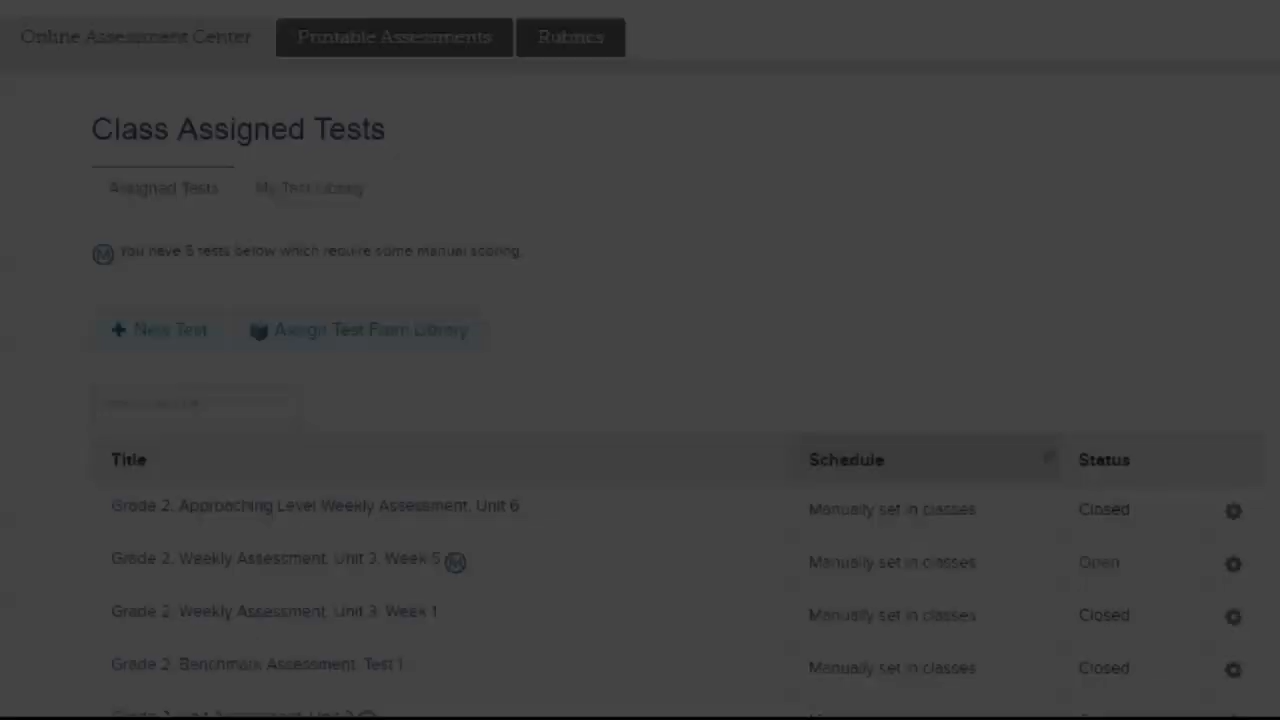 Online Assessment Center Printable Assessments Rubrics
Class Assigned Tests
Assigned Tests My Test Library
M You have 5 tests below which require some manual scoring.
+ New Test Assign Test From Library
Title Schedule Status
Grade 2, Approaching Level Weekly Assessment, Unit 6 Manually set in classes Closed
Grade 2, Weekly Assessment, Unit 3, Week 5 M Manually set in classes Open
Grade 2, Weekly Assessment, Unit 3, Week 1 Manually set in classes Closed
Grade 2, Benchmark Assessment, Test 1 Manually set in classes Closed